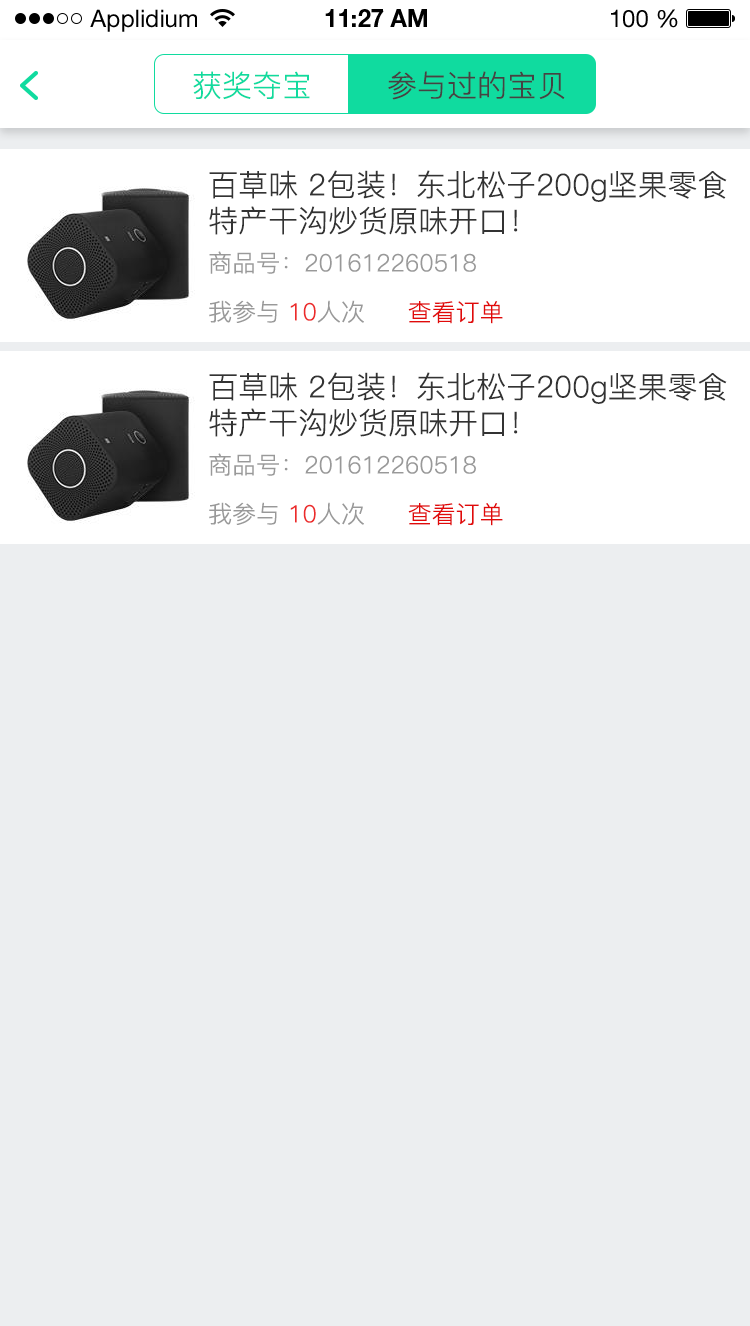 Applidium 11:27 AM 100 %
获奖夺宝 参与过的宝贝
百草味 2包装！东北松子200g坚果零食
特产干沟炒货原味开口！
商品号：201612260518
我参与 10人次 查看订单
百草味 2包装！东北松子200g坚果零食
特产干沟炒货原味开口！
商品号：201612260518
我参与 10人次 查看订单